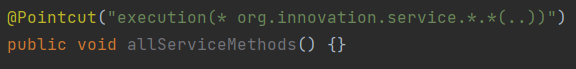 @Pointcut("execution(* org.innovation.service.*.*(..))")
public void allServiceMethods() {}